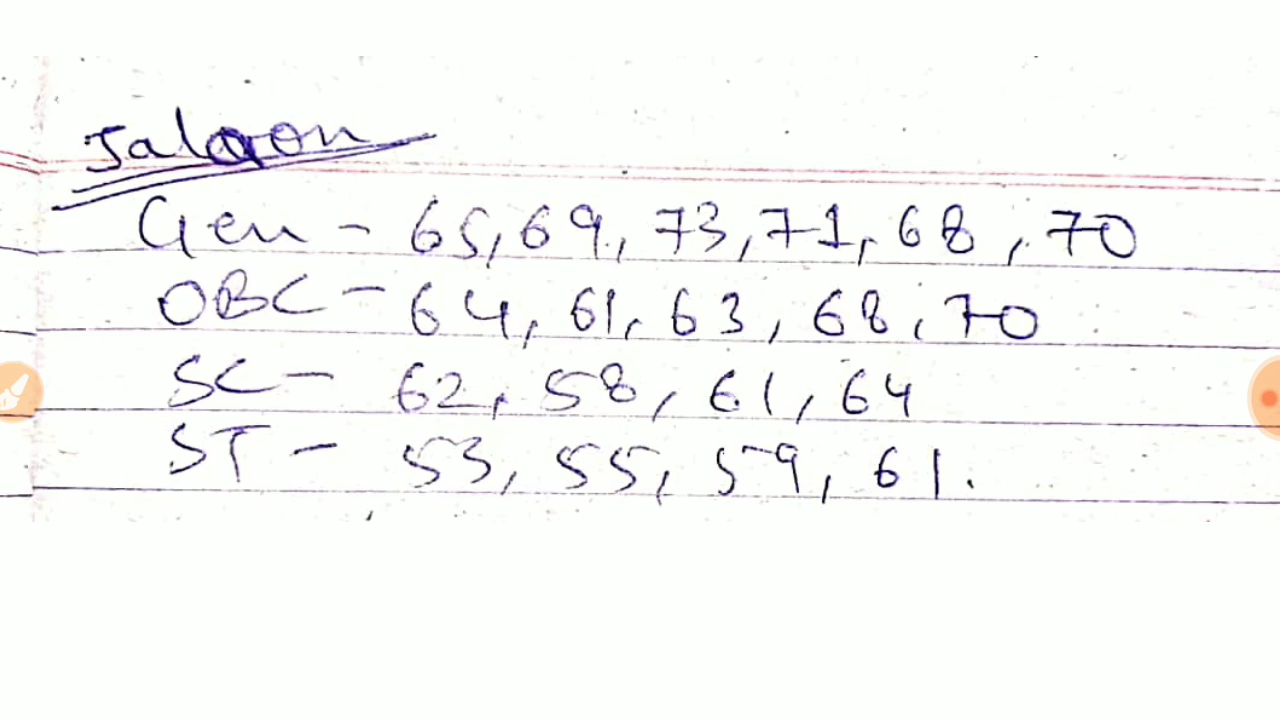 Jalaon
Gen - 65, 69, 73, 71, 68, 70
OBC - 64, 61, 63, 68, 70
SC - 62, 58, 61, 64
ST - 53, 55, 59, 61.